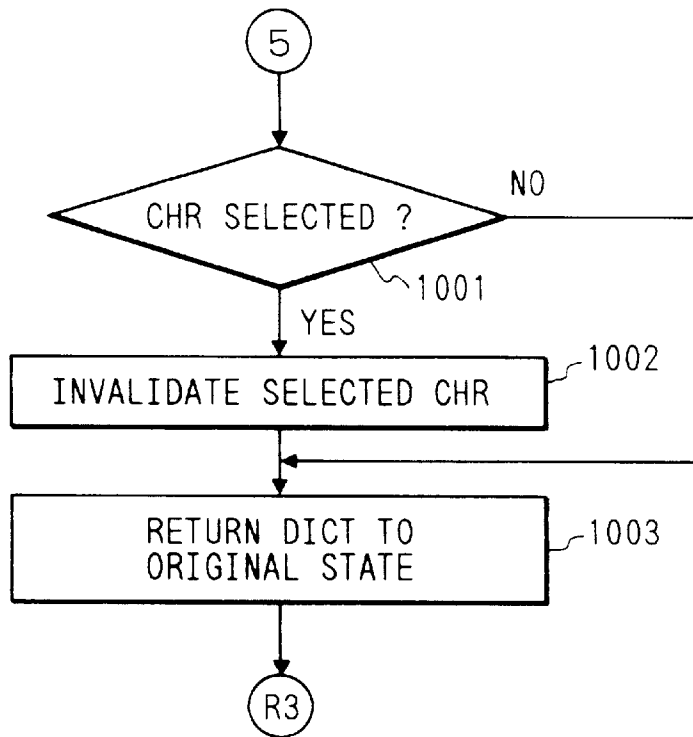 5
CHR SELECTED ?
NO
1001
YES
1002
INVALIDATE SELECTED CHR
RETURN DICT TO
ORIGINAL STATE
1003
R3